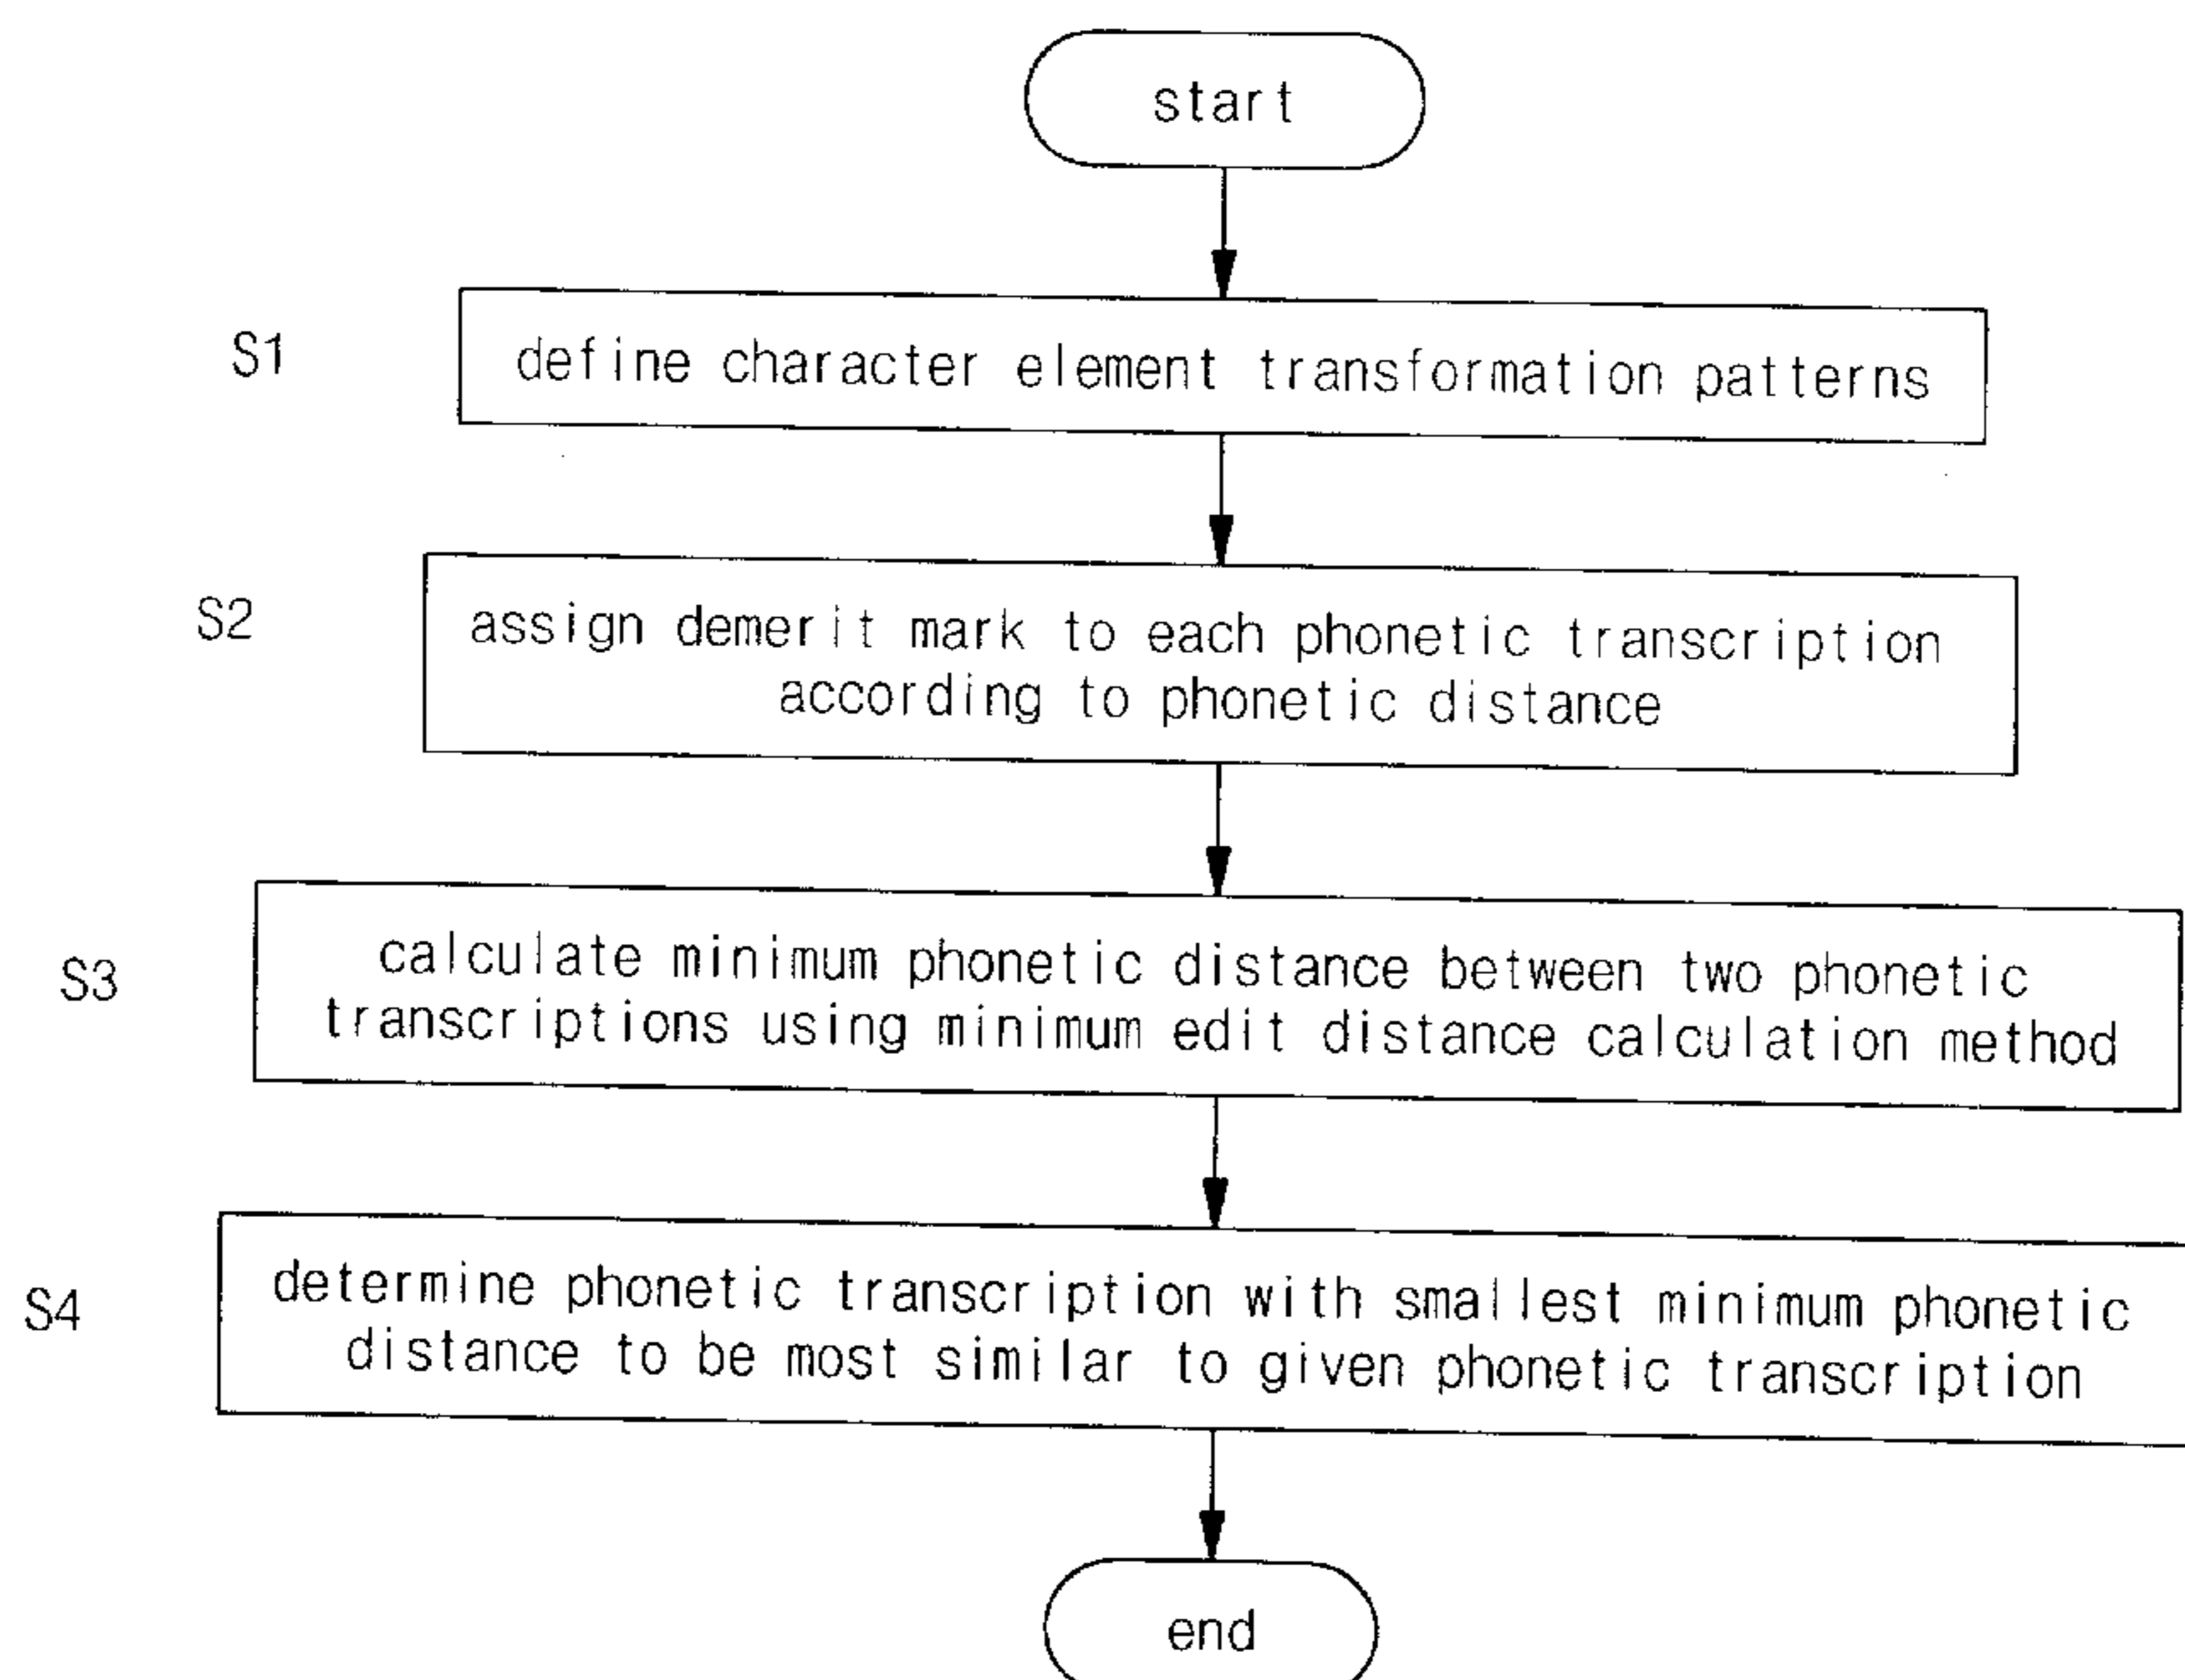 start
S1
define character element transformation patterns
S2
assign demerit mark to each phonetic transcription
according to phonetic distance
S3
calculate minimum phonetic distance between two phonetic
transcriptions using minimum edit distance calculation method
S4
determine phonetic transcription with smallest minimum phonetic
distance to be most similar to given phonetic transcription
end